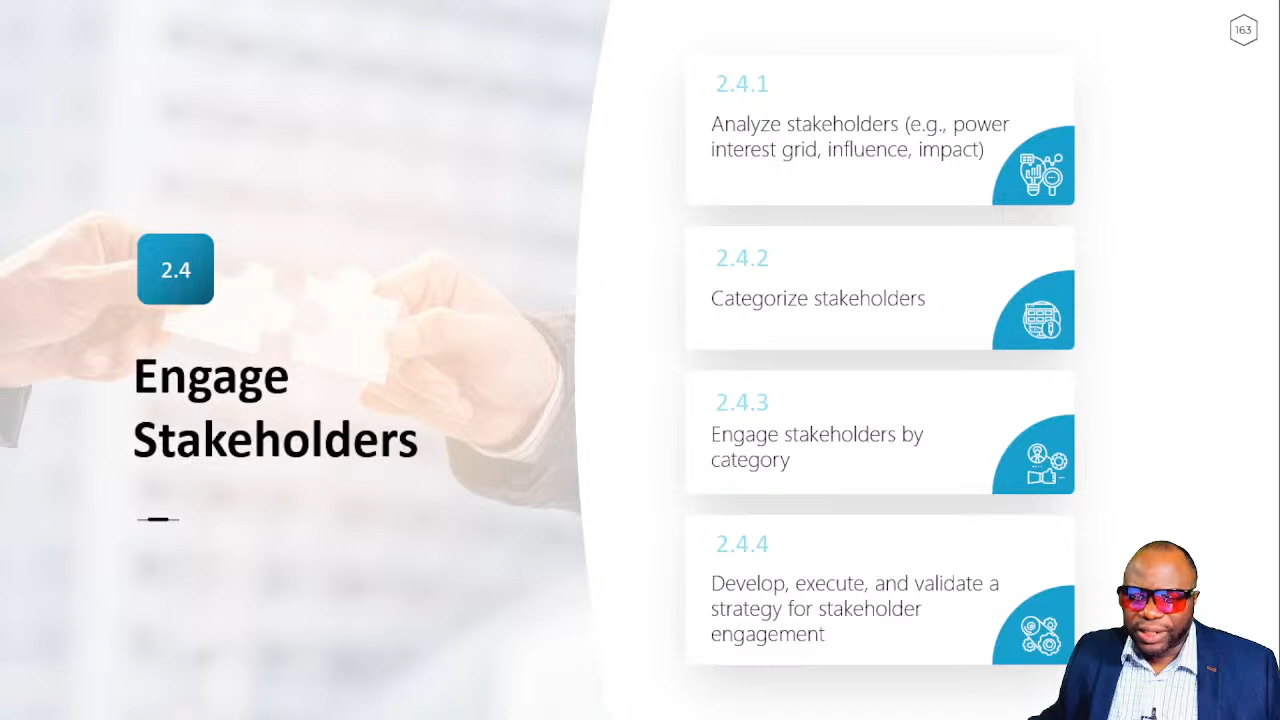 163
2.4
Engage
Stakeholders
2.4.1
Analyze stakeholders (e.g., power
interest grid, influence, impact)
2.4.2
Categorize stakeholders
2.4.3
Engage stakeholders by
category
2.4.4
Develop, execute, and validate a
strategy for stakeholder
engagement